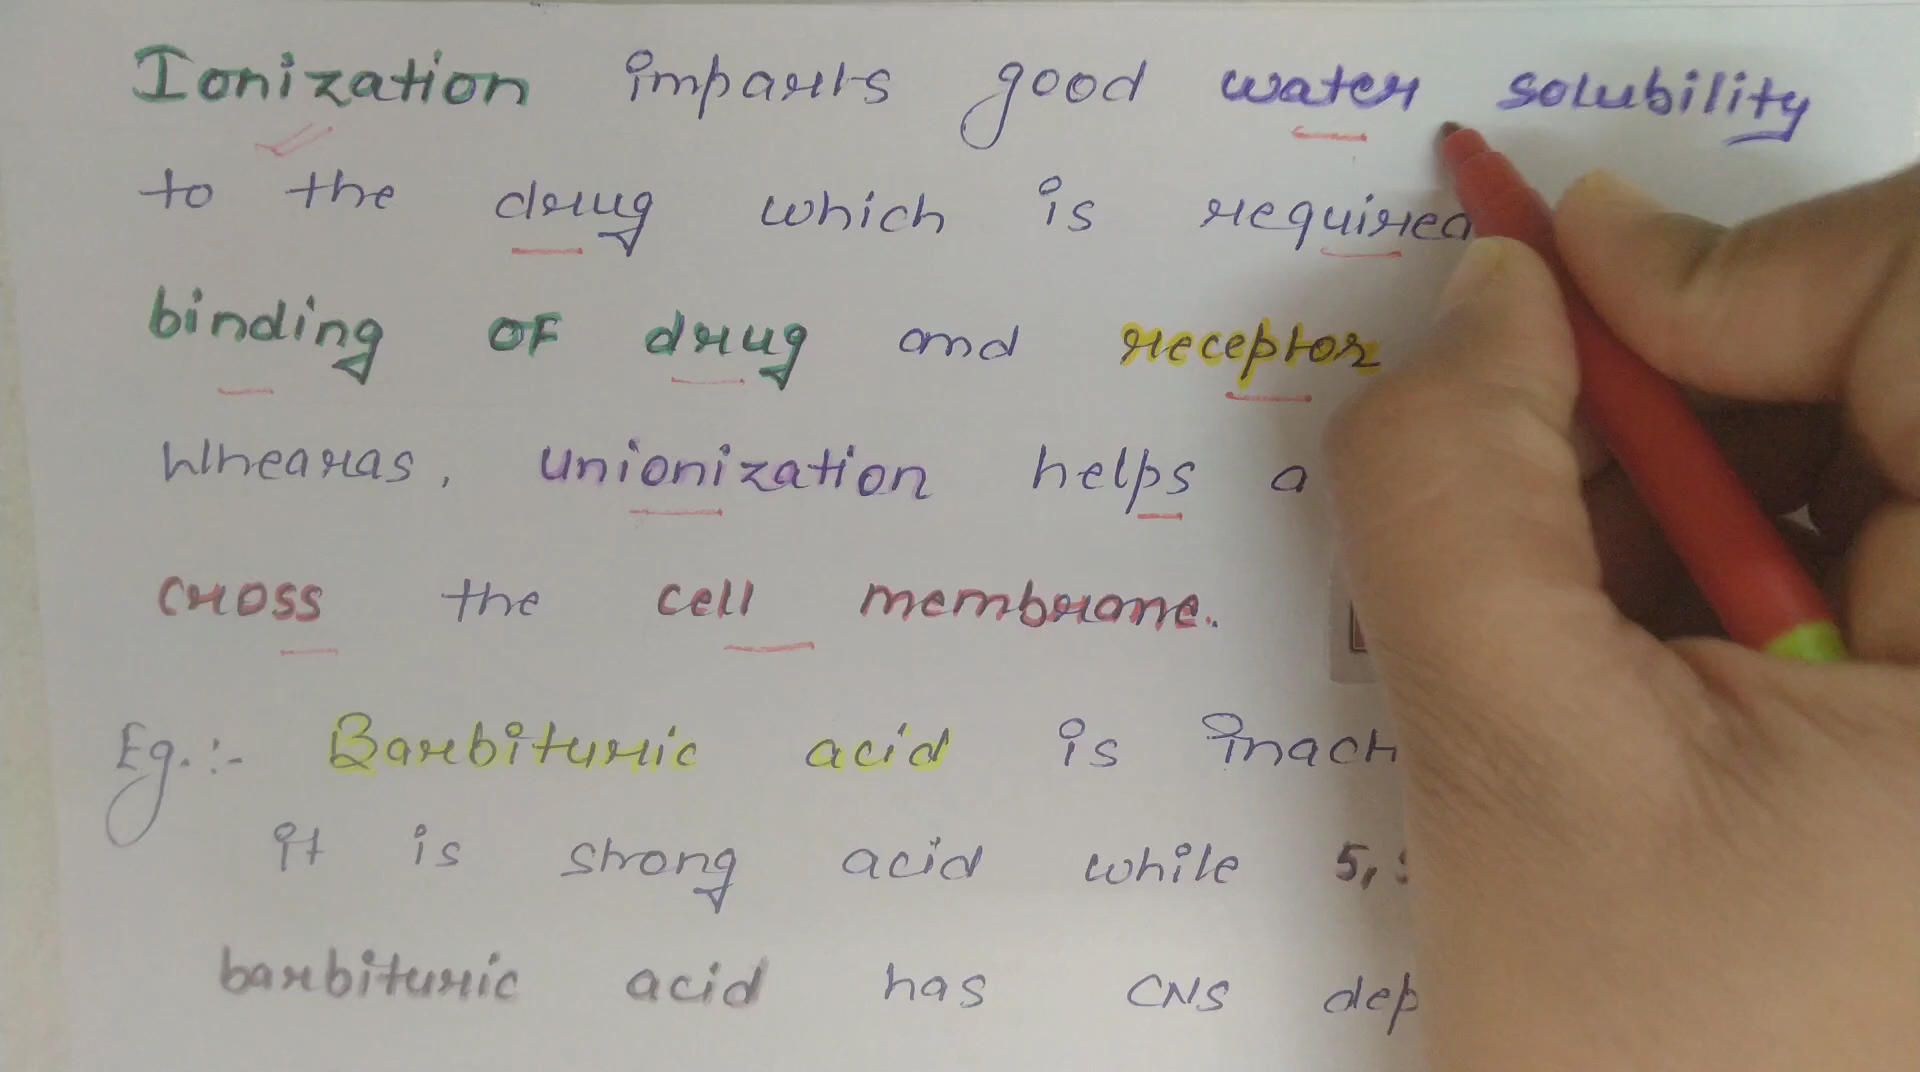 Ionization imparts good water solubility
to the drug which is required
binding of drug and receptor
Whearas, unionization helps a
cross the cell membrane.
Eg.:- Barbituric acid is inact
it is strong acid while 5,
barbituric acid has CNS dep